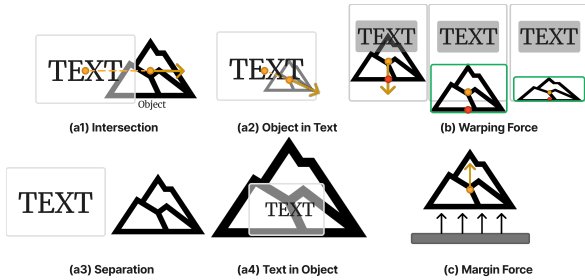 TEXT
Object
(a1) Intersection
TEXT
(a2) Object in Text
TEXT
TEXT
TEXT
(b) Warping Force
TEXT
(a3) Separation
TEXT
(a4) Text in Object
(c) Margin Force